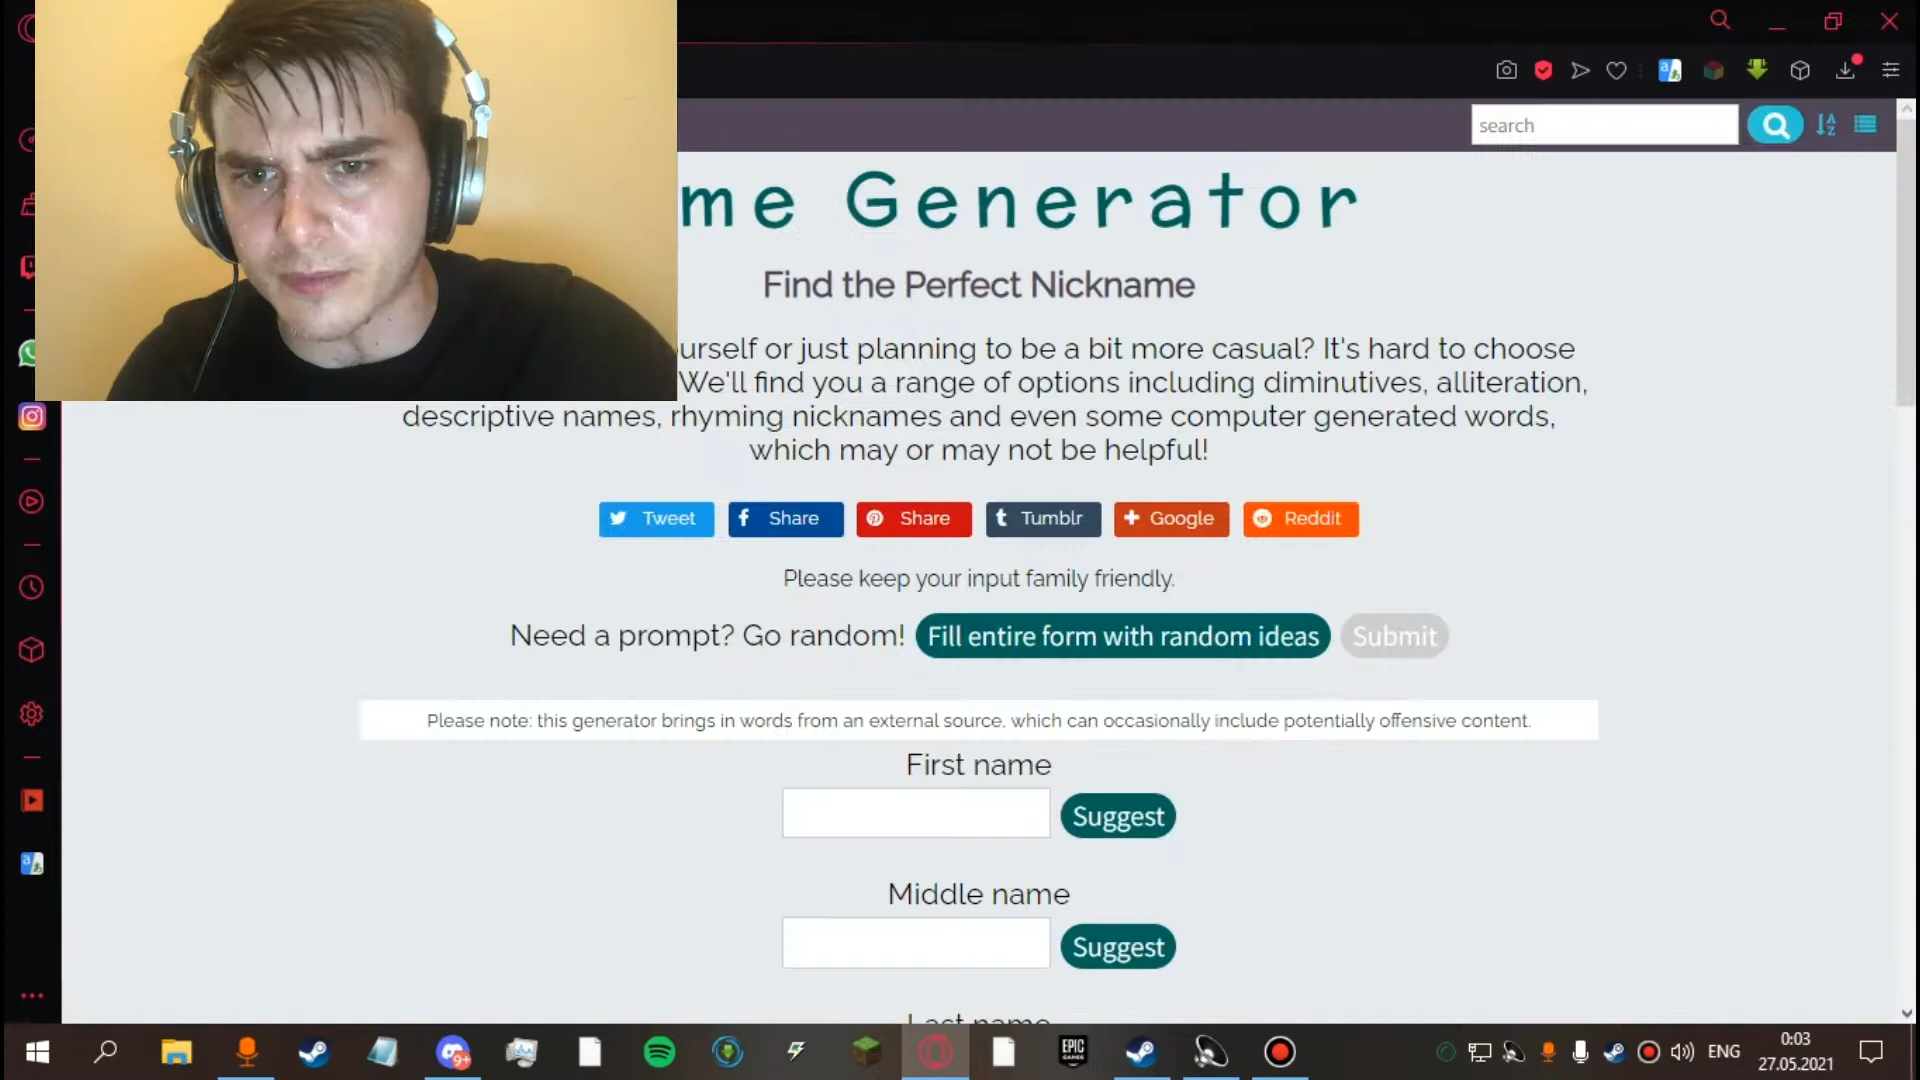 search
me Generator
Find the Perfect Nickname
urself or just planning to be a bit more casual? It's hard to choose
We'll find you a range of options including diminutives, alliteration,
descriptive names, rhyming nicknames and even some computer generated words,
which may or may not be helpful!
Tweet Share Share Tumblr Google Reddit
Please keep your input family friendly.
Need a prompt? Go random! Fill entire form with random ideas Submit
Please note: this generator brings in words from an external source, which can occasionally include potentially offensive content.
First name
Suggest
Middle name
Suggest
Last name
9+
EPIC GAMES
ENG
0:03
27.05.2021